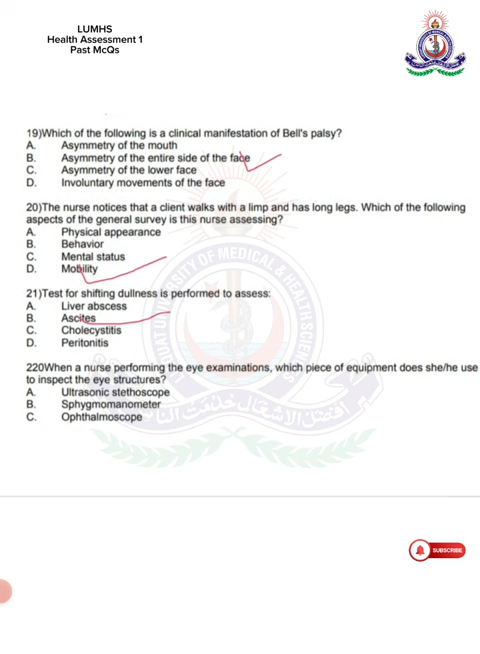 LUMHS
Health Assessment 1
Past McQs
19)Which of the following is a clinical manifestation of Bell's palsy?
A. Asymmetry of the mouth
B. Asymmetry of the entire side of the face
C. Asymmetry of the lower face
D. Involuntary movements of the face
20)The nurse notices that a client walks with a limp and has long legs. Which of the following
aspects of the general survey is this nurse assessing?
A. Physical appearance
B. Behavior
C. Mental status
D. Mobility
21)Test for shifting dullness is performed to assess:
A. Liver abscess
B. Ascites
C. Cholecystitis
D. Peritonitis
220When a nurse performing the eye examinations, which piece of equipment does she/he use
to inspect the eye structures?
A. Ultrasonic stethoscope
B. Sphygmomanometer
C. Ophthalmoscope
SUBSCRIBE